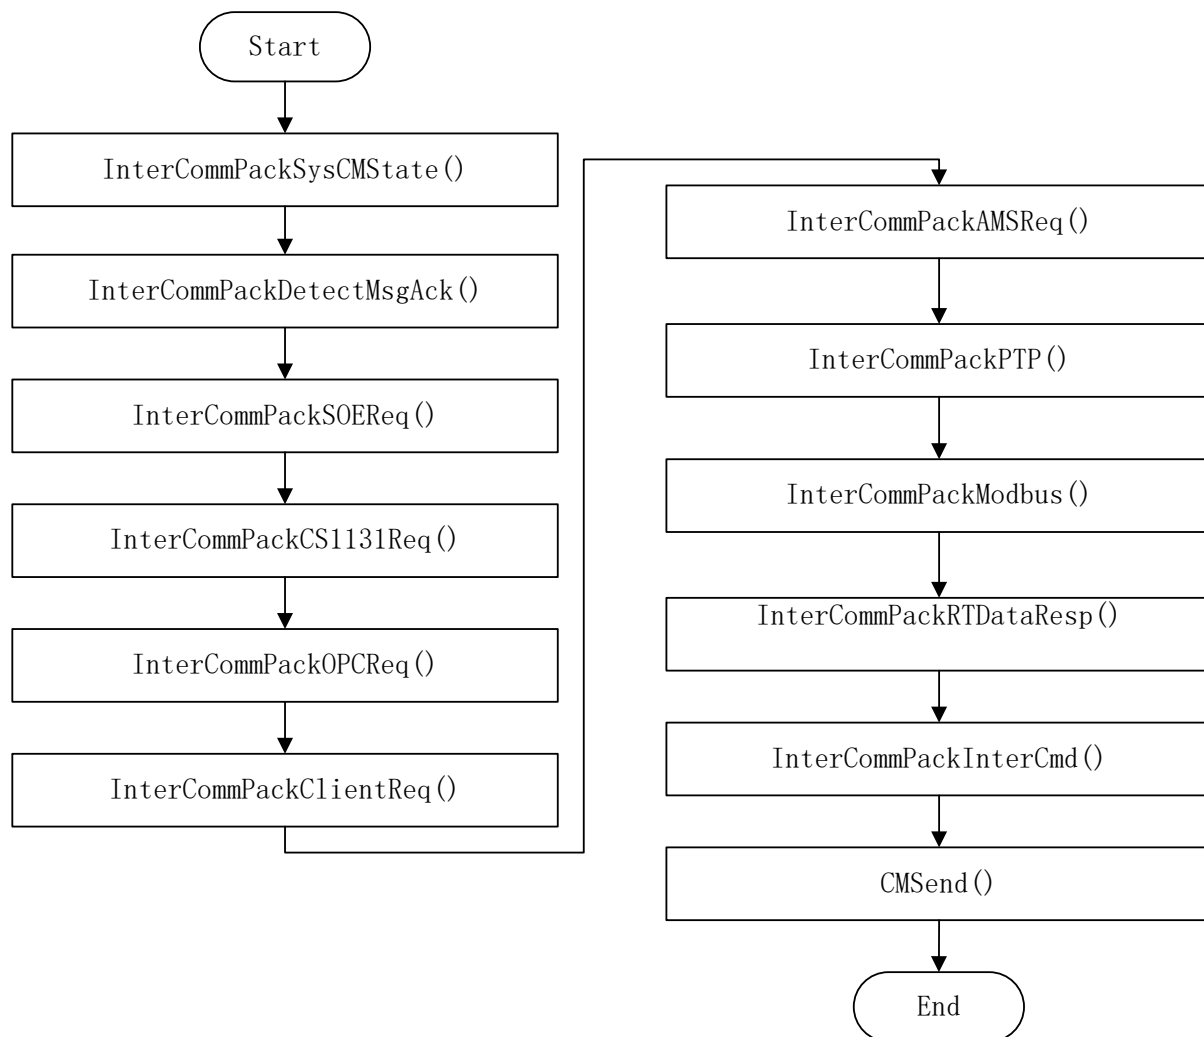 Start
InterCommPackSysCMState()
InterCommPackDetectMsgAck()
InterCommPackSOEReq()
InterCommPackCS1131Req()
InterCommPackOPCReq()
InterCommPackClientReq()
InterCommPackAMSReq()
InterCommPackPTP()
InterCommPackModbus()
InterCommPackRTDataResp()
InterCommPackInterCmd()
CMSend()
End